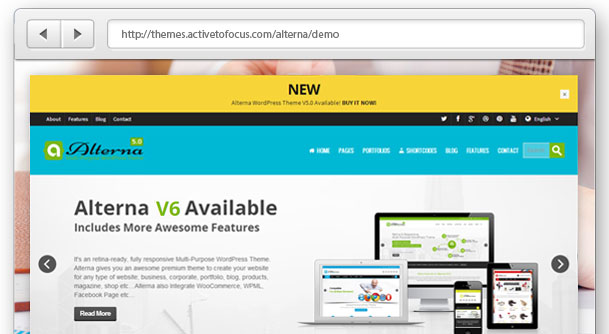 http://themes.activetofocus.com/alterna/demo
NEW
Alterna WordPress Theme V5.0 Available! BUY IT NOW!
About Features Blog Contact English
a Alterna 5.0
HOME PAGES PORTFOLIOS SHORTCODES BLOG FEATURES CONTACT Search
Alterna V6 Available
Includes More Awesome Features
It's an retina-ready, fully responsive Multi-Purpose WordPress Theme.
Alterna gives you an awesome premium theme to create your website
for any type of website, business, corporate, portfolio, blog, products,
magazine, shop etc...Alterna also integrate WooCommerce, WPML,
Facebook Page etc...
Read More